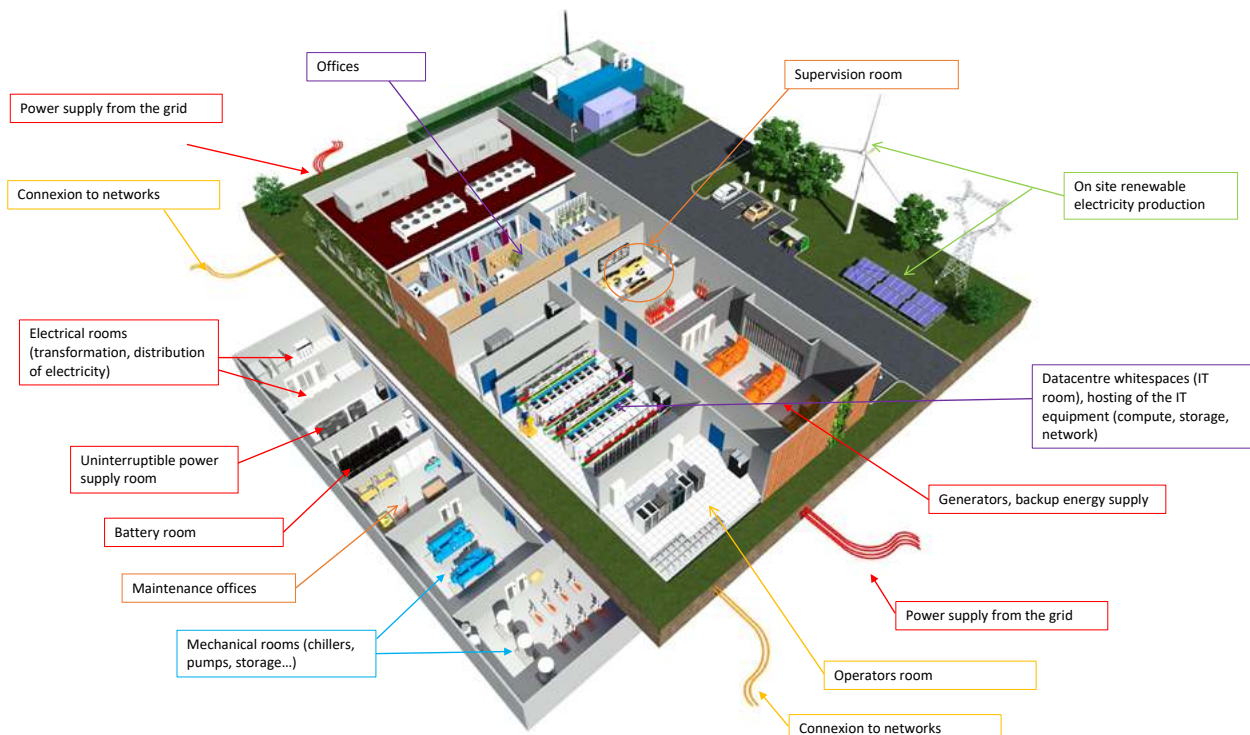 Offices
Supervision room
Power supply from the grid
Connexion to networks
On site renewable
electricity production
Electrical rooms
(transformation, distribution
of electricity)
Datacentre whitespaces (IT
room), hosting of the IT
equipment (compute, storage,
network)
Uninterruptible power
supply room
Generators, backup energy supply
Battery room
Maintenance offices
Power supply from the grid
Mechanical rooms (chillers,
pumps, storage…)
Operators room
Connexion to networks